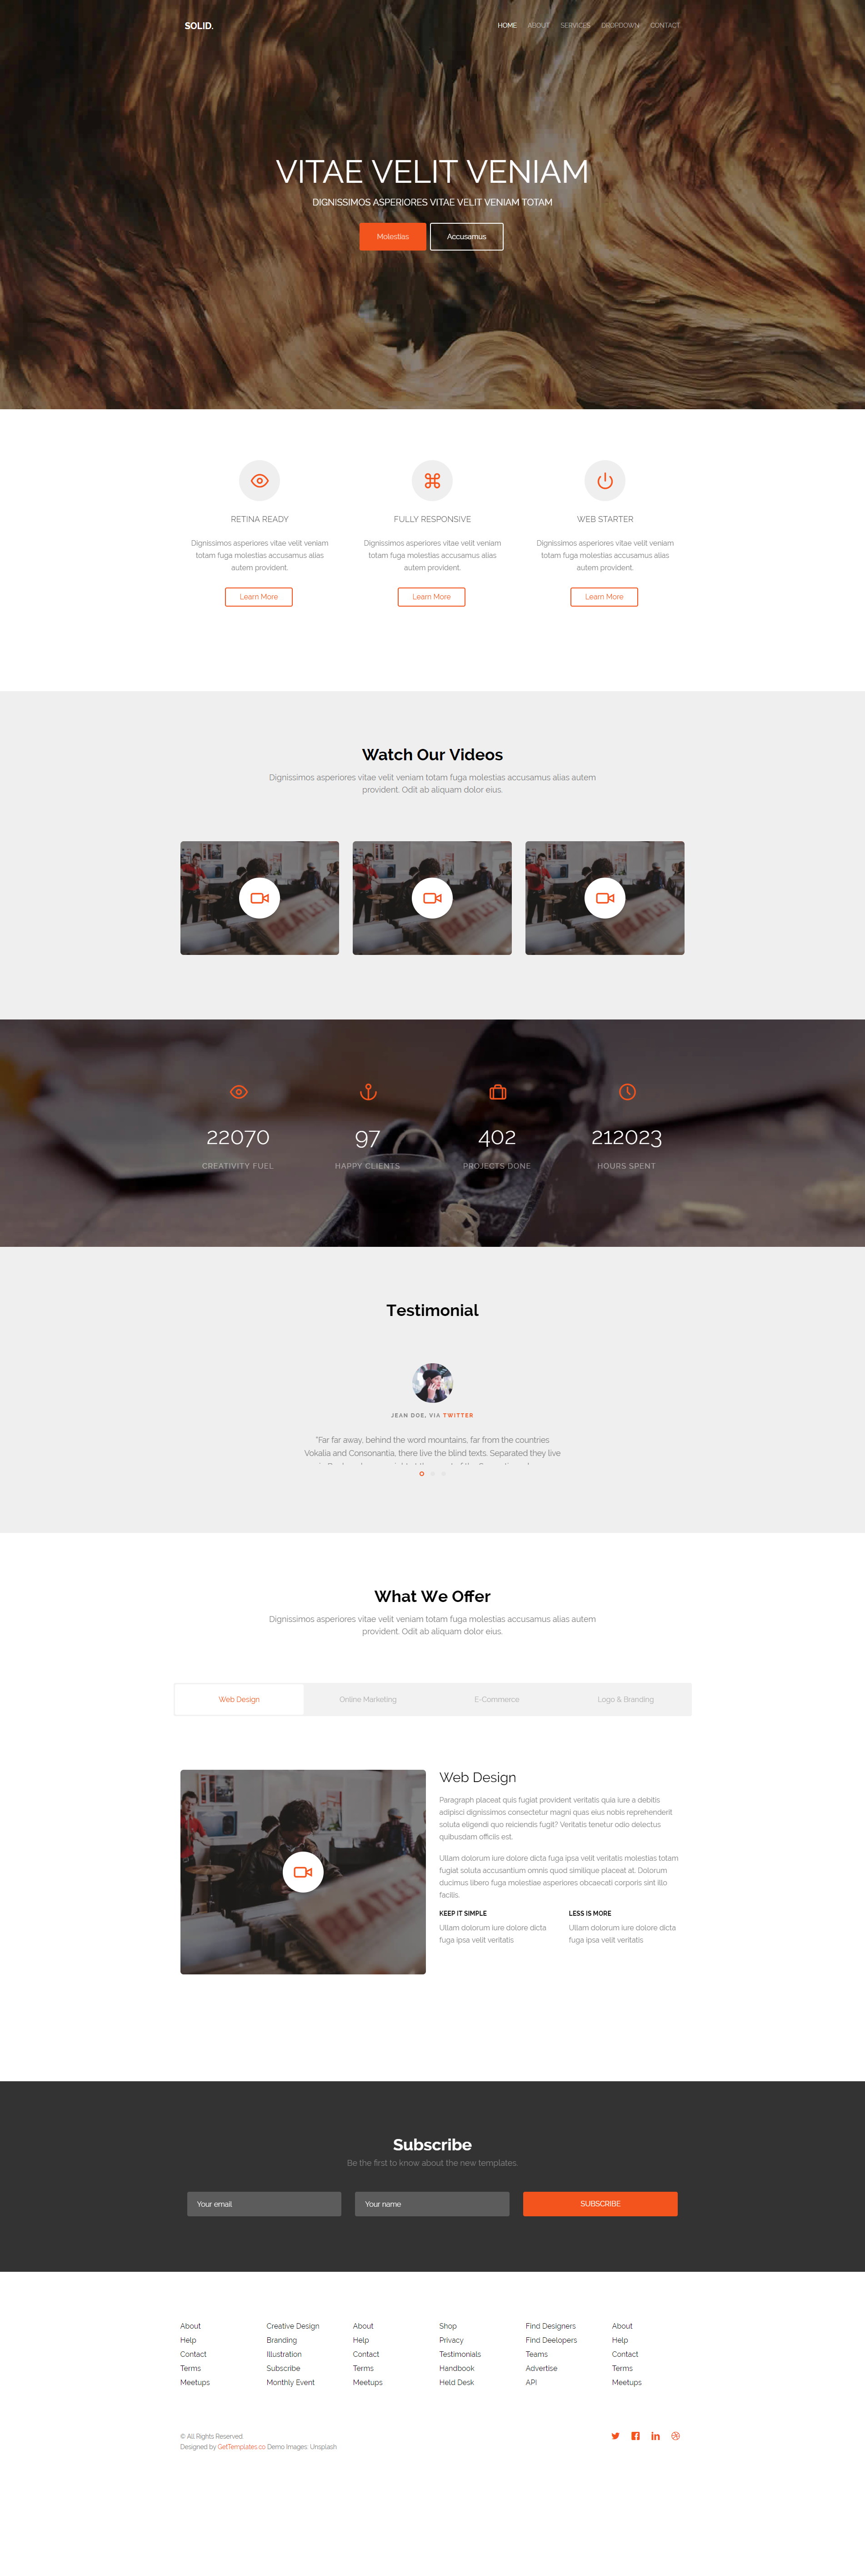 SOLID.
HOME ABOUT SERVICES DROPDOWN CONTACT
VITAE VELIT VENIAM
DIGNISSIMOS ASPERIORES VITAE VELIT VENIAM TOTAM
Molestias Accusamus
RETINA READY
Dignissimos asperiores vitae velit veniam
totam fuga molestias accusamus alias
autem provident.
Learn More
FULLY RESPONSIVE
Dignissimos asperiores vitae velit veniam
totam fuga molestias accusamus alias
autem provident.
Learn More
WEB STARTER
Dignissimos asperiores vitae velit veniam
totam fuga molestias accusamus alias
autem provident.
Learn More
Watch Our Videos
Dignissimos asperiores vitae velit veniam totam fuga molestias accusamus alias autem
provident. Odit ab aliquam dolor eius.
22070
CREATIVITY FUEL
97
HAPPY CLIENTS
402
PROJECTS DONE
212023
HOURS SPENT
Testimonial
JEAN DOE, VIA TWITTER
"Far far away, behind the word mountains, far from the countries
Vokalia and Consonantia, there live the blind texts. Separated they live
What We Offer
Dignissimos asperiores vitae velit veniam totam fuga molestias accusamus alias autem
provident. Odit ab aliquam dolor eius.
Web Design Online Marketing E-Commerce Logo & Branding
Web Design
Paragraph placeat quis fugiat provident veritatis quia iure a debitis
adipisci dignissimos consectetur magni quas eius nobis reprehenderit
soluta eligendi quo reiciendis fugit? Veritatis tenetur odio delectus
quibusdam officiis est.
Ullam dolorum iure dolore dicta fuga ipsa velit veritatis molestias totam
fugiat soluta accusantium omnis quod similique placeat at. Dolorum
ducimus libero fuga molestiae asperiores obcaecati corporis sint illo
facilis.
KEEP IT SIMPLE
Ullam dolorum iure dolore dicta
fuga ipsa velit veritatis
LESS IS MORE
Ullam dolorum iure dolore dicta
fuga ipsa velit veritatis
Subscribe
Be the first to know about the new templates.
Your email Your name SUBSCRIBE
About
Help
Contact
Terms
Meetups
Creative Design
Branding
Illustration
Subscribe
Monthly Event
About
Help
Contact
Terms
Meetups
Shop
Privacy
Testimonials
Handbook
Held Desk
Find Designers
Find Deelopers
Teams
Advertise
API
About
Help
Contact
Terms
Meetups
© All Rights Reserved.
Designed by GetTemplates.co Demo Images: Unsplash